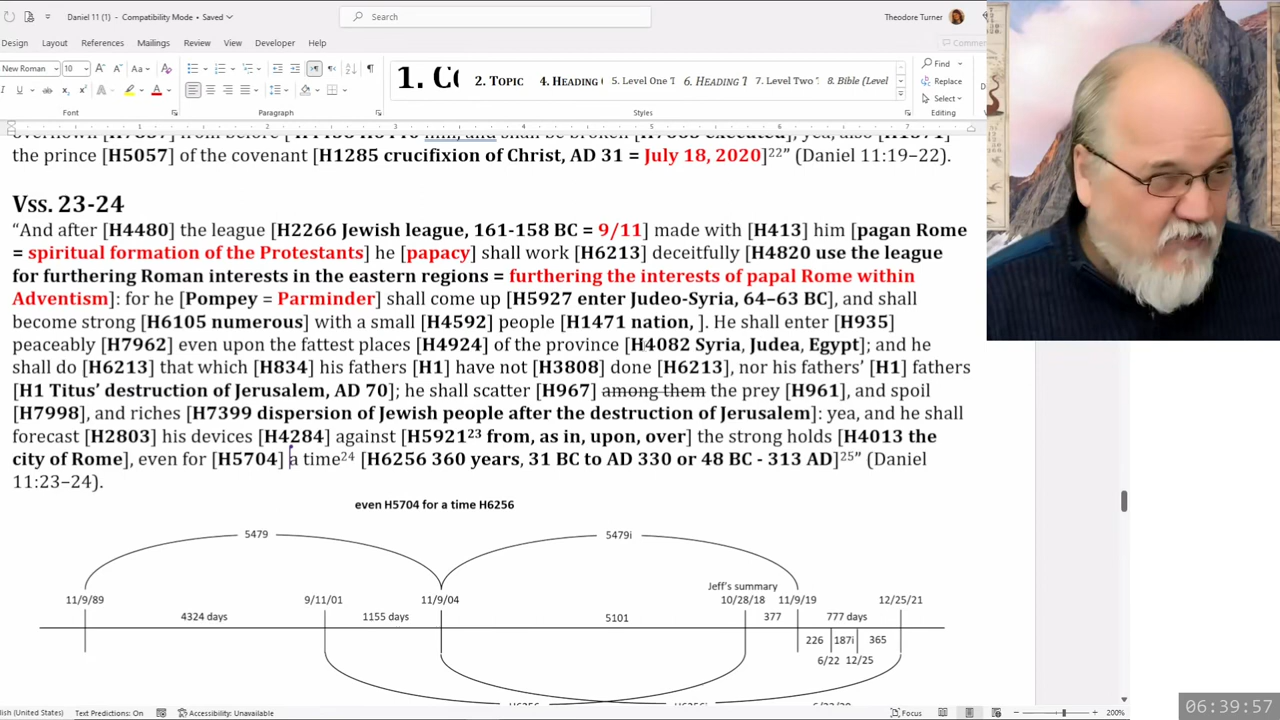 Daniel 11 (1) - Compatibility Mode • Saved
Search
Theodore Turner
Design Layout References Mailings Review View Developer Help
Comme
New Roman 10 Aa
1. Co 2. Topic 4. Heading 5. Level One T 6. Heading T 7. Level Two 8. Bible (Level
Find
Replace
Select
Font Paragraph Styles Editing
the prince [H5057] of the covenant [H1285 crucifixion of Christ, AD 31 = July 18, 2020]22” (Daniel 11:19–22).
Vss. 23-24
“And after [H4480] the league [H2266 Jewish league, 161-158 BC = 9/11] made with [H413] him [pagan Rome
= spiritual formation of the Protestants] he [papacy] shall work [H6213] deceitfully [H4820 use the league
for furthering Roman interests in the eastern regions = furthering the interests of papal Rome within
Adventism]: for he [Pompey = Parminder] shall come up [H5927 enter Judeo-Syria, 64–63 BC], and shall
become strong [H6105 numerous] with a small [H4592] people [H1471 nation, ]. He shall enter [H935]
peaceably [H7962] even upon the fattest places [H4924] of the province [H4082 Syria, Judea, Egypt]; and he
shall do [H6213] that which [H834] his fathers [H1] have not [H3808] done [H6213], nor his fathers’ [H1] fathers
[H1 Titus’ destruction of Jerusalem, AD 70]; he shall scatter [H967] among them the prey [H961], and spoil
[H7998], and riches [H7399 dispersion of Jewish people after the destruction of Jerusalem]: yea, and he shall
forecast [H2803] his devices [H4284] against [H592123 from, as in, upon, over] the strong holds [H4013 the
city of Rome], even for [H5704] a time24 [H6256 360 years, 31 BC to AD 330 or 48 BC - 313 AD]25” (Daniel
11:23–24).
even H5704 for a time H6256
5479 5479i
Jeff’s summary
11/9/89 9/11/01 11/9/04 10/28/18 11/9/19 12/25/21
4324 days 1155 days 5101 377 777 days
226 187i 365
6/22 12/25
lish (United States) Text Predictions: On Accessibility: Unavailable Focus 200%
06:39:57